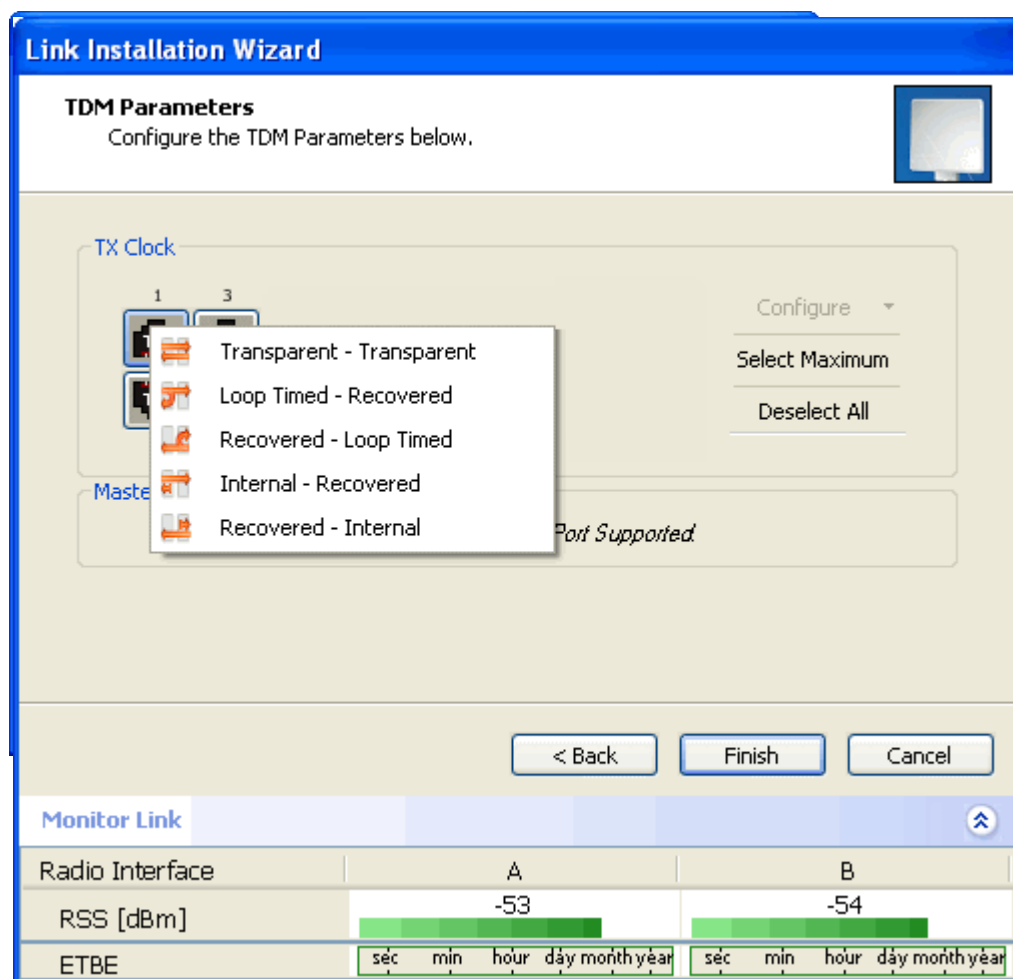 Link Installation Wizard
TDM Parameters
Configure the TDM Parameters below.
TX Clock
1 3
Configure
Select Maximum
Deselect All
Transparent - Transparent
Loop Timed - Recovered
Recovered - Loop Timed
Internal - Recovered
Recovered - Internal
Port Supported.
< Back Finish Cancel
Monitor Link
Radio Interface A B
RSS [dBm] -53 -54
ETBE sec min hour day month year sec min hour day month year